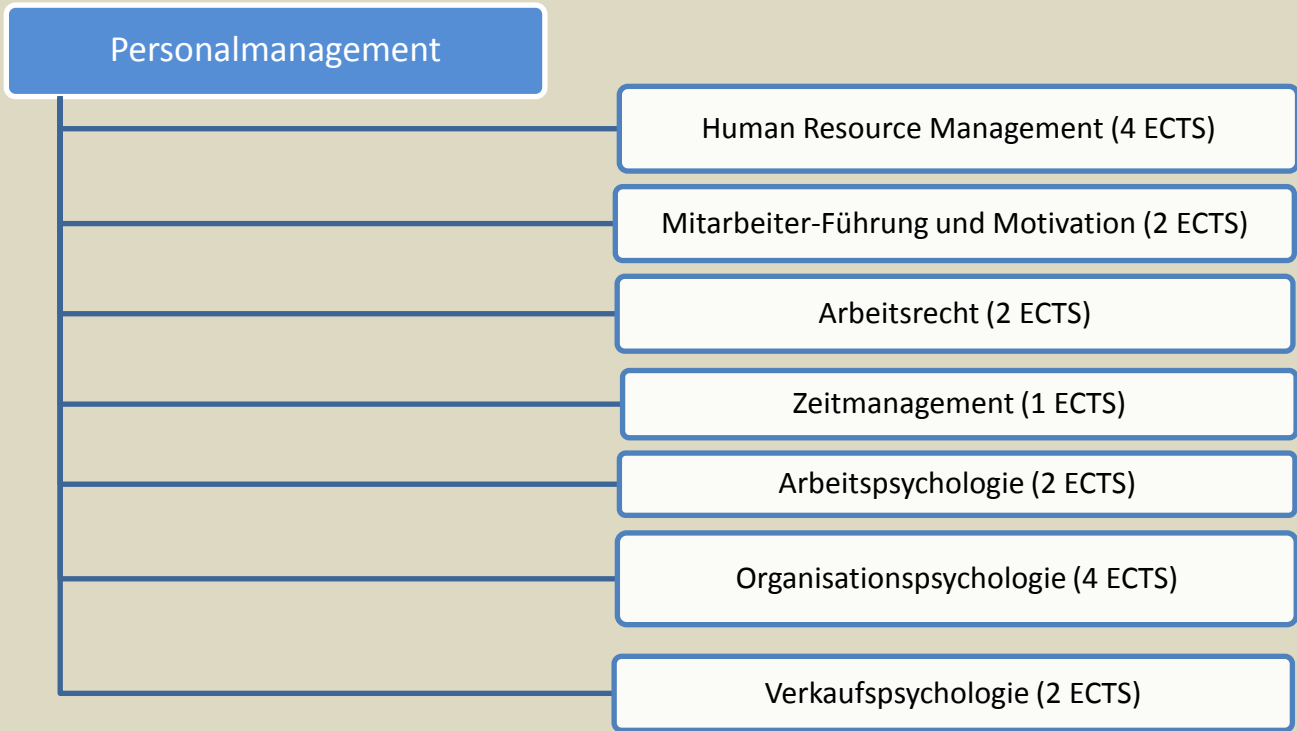 Personalmanagement
Human Resource Management (4 ECTS)
Mitarbeiter-Führung und Motivation (2 ECTS)
Arbeitsrecht (2 ECTS)
Zeitmanagement (1 ECTS)
Arbeitspsychologie (2 ECTS)
Organisationspsychologie (4 ECTS)
Verkaufspsychologie (2 ECTS)